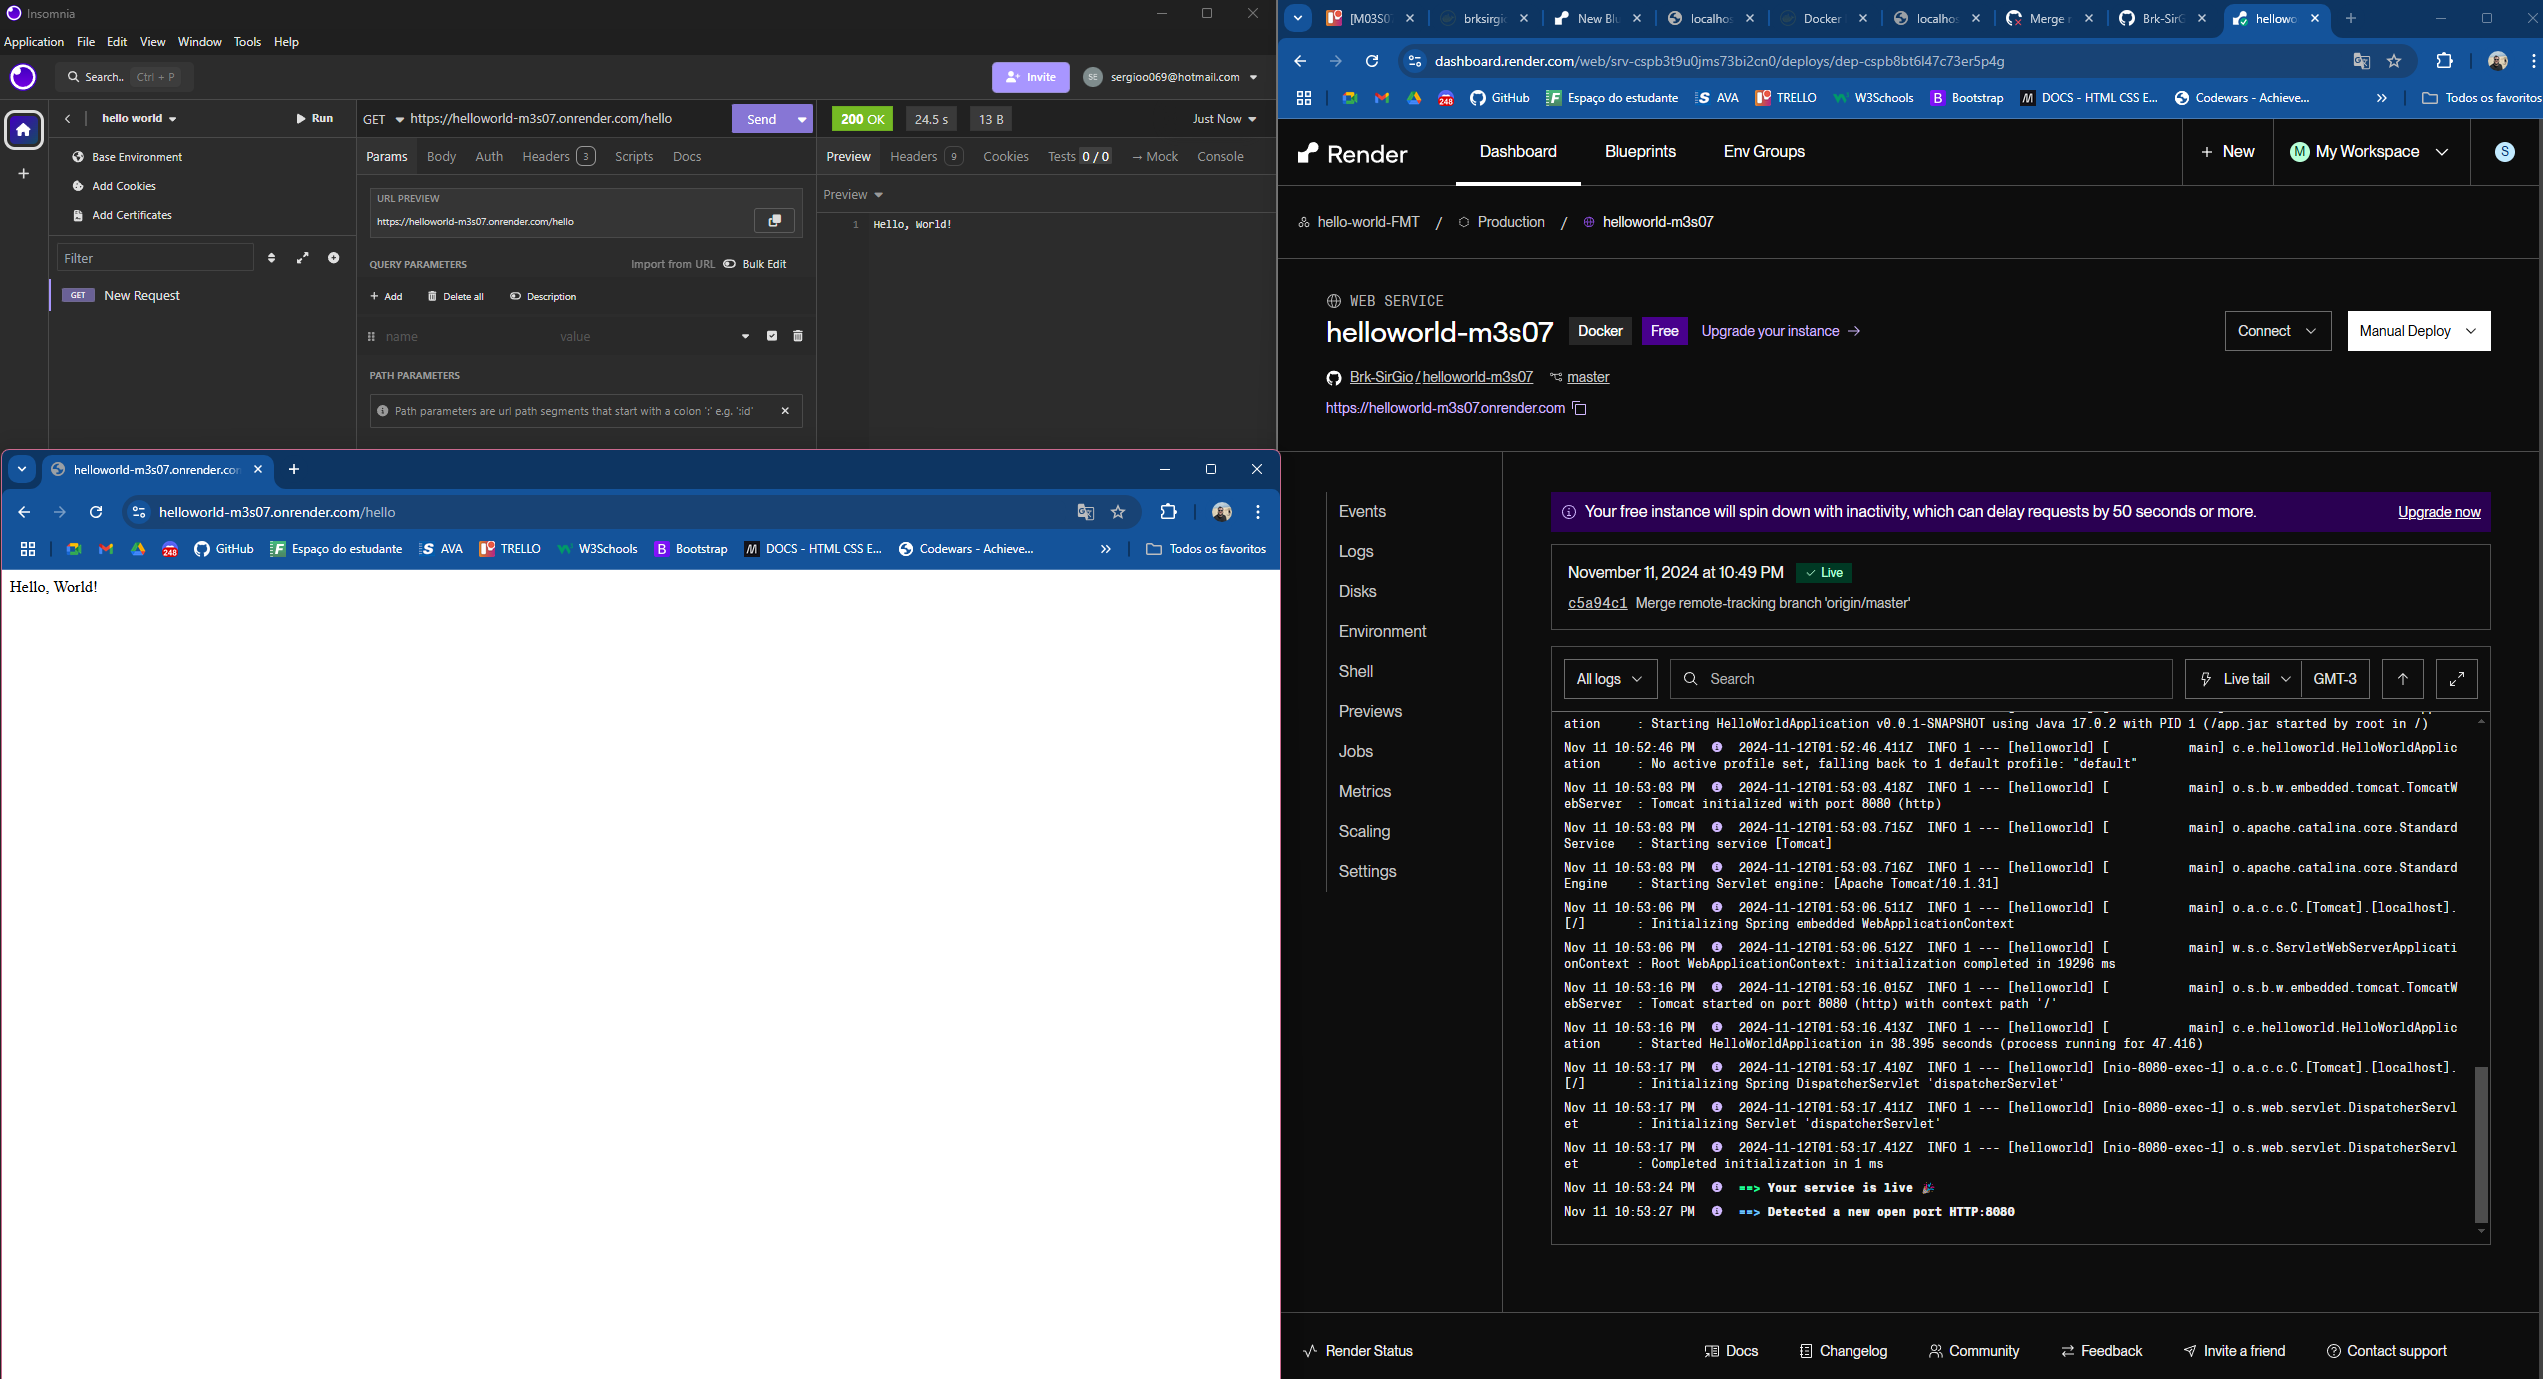 Insomnia
Application File Edit View Window Tools Help
Search.. Ctrl + P
Invite
SE sergioo069@hotmail.com
hello world
Run
Base Environment
Add Cookies
Add Certificates
Filter
GET New Request
GET https://helloworld-m3s07.onrender.com/hello Send
Params Body Auth Headers 3 Scripts Docs
URL PREVIEW
https://helloworld-m3s07.onrender.com/hello
QUERY PARAMETERS Import from URL Bulk Edit
Add Delete all Description
name value
PATH PARAMETERS
Path parameters are url path segments that start with a colon ':' e.g. ':id'
200 OK 24.5 s 13 B Just Now
Preview Headers 9 Cookies Tests 0 / 0 → Mock Console
Preview
1 Hello, World!
helloworld-m3s07.onrender.co
helloworld-m3s07.onrender.com/hello
248 GitHub Espaço do estudante AVA TRELLO W3Schools Bootstrap DOCS - HTML CSS E... Codewars - Achieve... » Todos os favoritos
Hello, World!
[M03S0 brksirgi New Blu localhos Docker localhos Merge r Brk-SirG hellowo
dashboard.render.com/web/srv-cspb3t9u0jms73bi2cn0/deploys/dep-cspb8bt6l47c73er5p4g
248 GitHub Espaço do estudante AVA TRELLO W3Schools Bootstrap DOCS - HTML CSS E... Codewars - Achieve... » Todos os favoritos
Render Dashboard Blueprints Env Groups + New M My Workspace S
hello-world-FMT / Production / helloworld-m3s07
WEB SERVICE
helloworld-m3s07 Docker Free Upgrade your instance →
Connect Manual Deploy
Brk-SirGio/helloworld-m3s07 master
https://helloworld-m3s07.onrender.com
Events
Logs
Disks
Environment
Shell
Previews
Jobs
Metrics
Scaling
Settings
Your free instance will spin down with inactivity, which can delay requests by 50 seconds or more. Upgrade now
November 11, 2024 at 10:49 PM Live
c5a94c1 Merge remote-tracking branch 'origin/master'
All logs Search Live tail GMT-3
ation : Starting HelloWorldApplication v0.0.1-SNAPSHOT using Java 17.0.2 with PID 1 (/app.jar started by root in /)
Nov 11 10:52:46 PM 2024-11-12T01:52:46.411Z INFO 1 --- [helloworld] [ main] c.e.helloworld.HelloWorldApplic
ation : No active profile set, falling back to 1 default profile: "default"
Nov 11 10:53:03 PM 2024-11-12T01:53:03.418Z INFO 1 --- [helloworld] [ main] o.s.b.w.embedded.tomcat.TomcatW
ebServer : Tomcat initialized with port 8080 (http)
Nov 11 10:53:03 PM 2024-11-12T01:53:03.715Z INFO 1 --- [helloworld] [ main] o.apache.catalina.core.Standard
Service : Starting service [Tomcat]
Nov 11 10:53:03 PM 2024-11-12T01:53:03.716Z INFO 1 --- [helloworld] [ main] o.apache.catalina.core.Standard
Engine : Starting Servlet engine: [Apache Tomcat/10.1.31]
Nov 11 10:53:06 PM 2024-11-12T01:53:06.511Z INFO 1 --- [helloworld] [ main] o.a.c.c.C.[Tomcat].[localhost].
[/] : Initializing Spring embedded WebApplicationContext
Nov 11 10:53:06 PM 2024-11-12T01:53:06.512Z INFO 1 --- [helloworld] [ main] w.s.c.ServletWebServerApplicati
onContext : Root WebApplicationContext: initialization completed in 19296 ms
Nov 11 10:53:16 PM 2024-11-12T01:53:16.015Z INFO 1 --- [helloworld] [ main] o.s.b.w.embedded.tomcat.TomcatW
ebServer : Tomcat started on port 8080 (http) with context path '/'
Nov 11 10:53:16 PM 2024-11-12T01:53:16.413Z INFO 1 --- [helloworld] [ main] c.e.helloworld.HelloWorldApplic
ation : Started HelloWorldApplication in 38.395 seconds (process running for 47.416)
Nov 11 10:53:17 PM 2024-11-12T01:53:17.410Z INFO 1 --- [helloworld] [nio-8080-exec-1] o.a.c.c.C.[Tomcat].[localhost].
[/] : Initializing Spring DispatcherServlet 'dispatcherServlet'
Nov 11 10:53:17 PM 2024-11-12T01:53:17.411Z INFO 1 --- [helloworld] [nio-8080-exec-1] o.s.web.servlet.DispatcherServl
et : Initializing Servlet 'dispatcherServlet'
Nov 11 10:53:17 PM 2024-11-12T01:53:17.412Z INFO 1 --- [helloworld] [nio-8080-exec-1] o.s.web.servlet.DispatcherServl
et : Completed initialization in 1 ms
Nov 11 10:53:24 PM ==> Your service is live 🎉
Nov 11 10:53:27 PM ==> Detected a new open port HTTP:8080
Render Status Docs Changelog Community Feedback Invite a friend Contact support